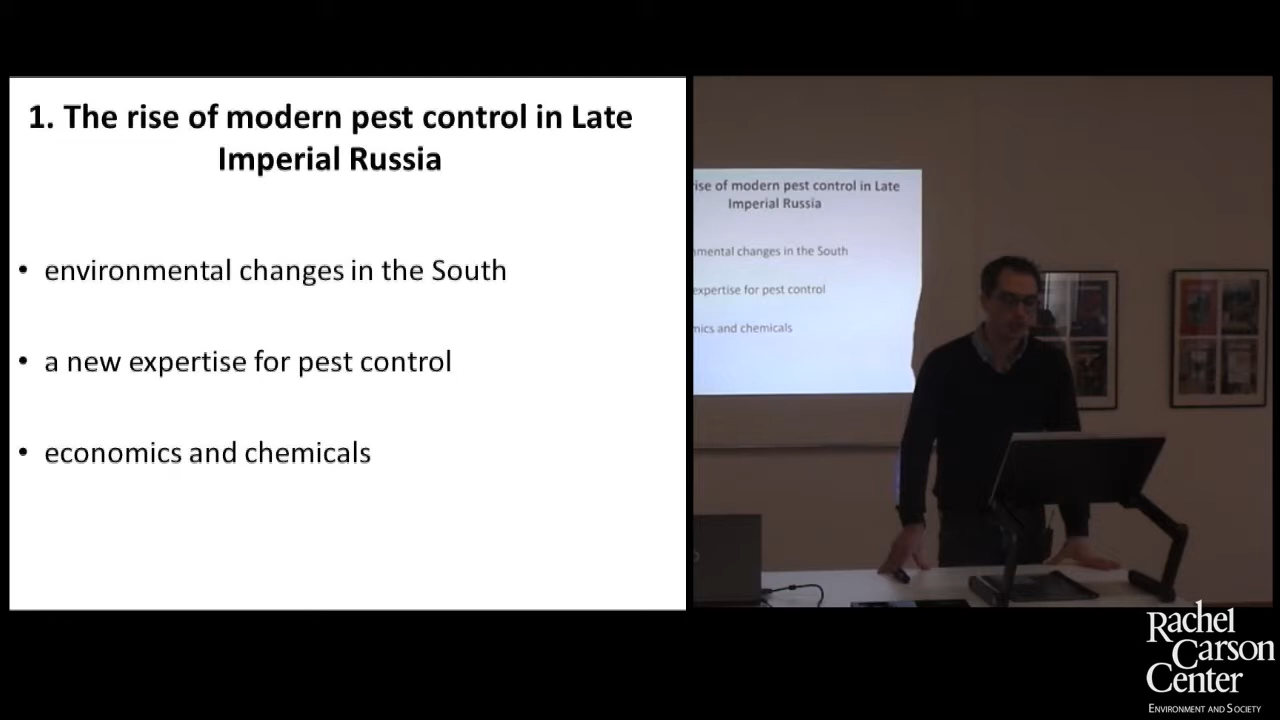 1. The rise of modern pest control in Late
Imperial Russia
• environmental changes in the South
• a new expertise for pest control
• economics and chemicals
ise of modern pest control in Late
Imperial Russia
mental changes in the South
expertise for pest control
mics and chemicals
Rachel
Carson
Center
ENVIRONMENT AND SOCIETY